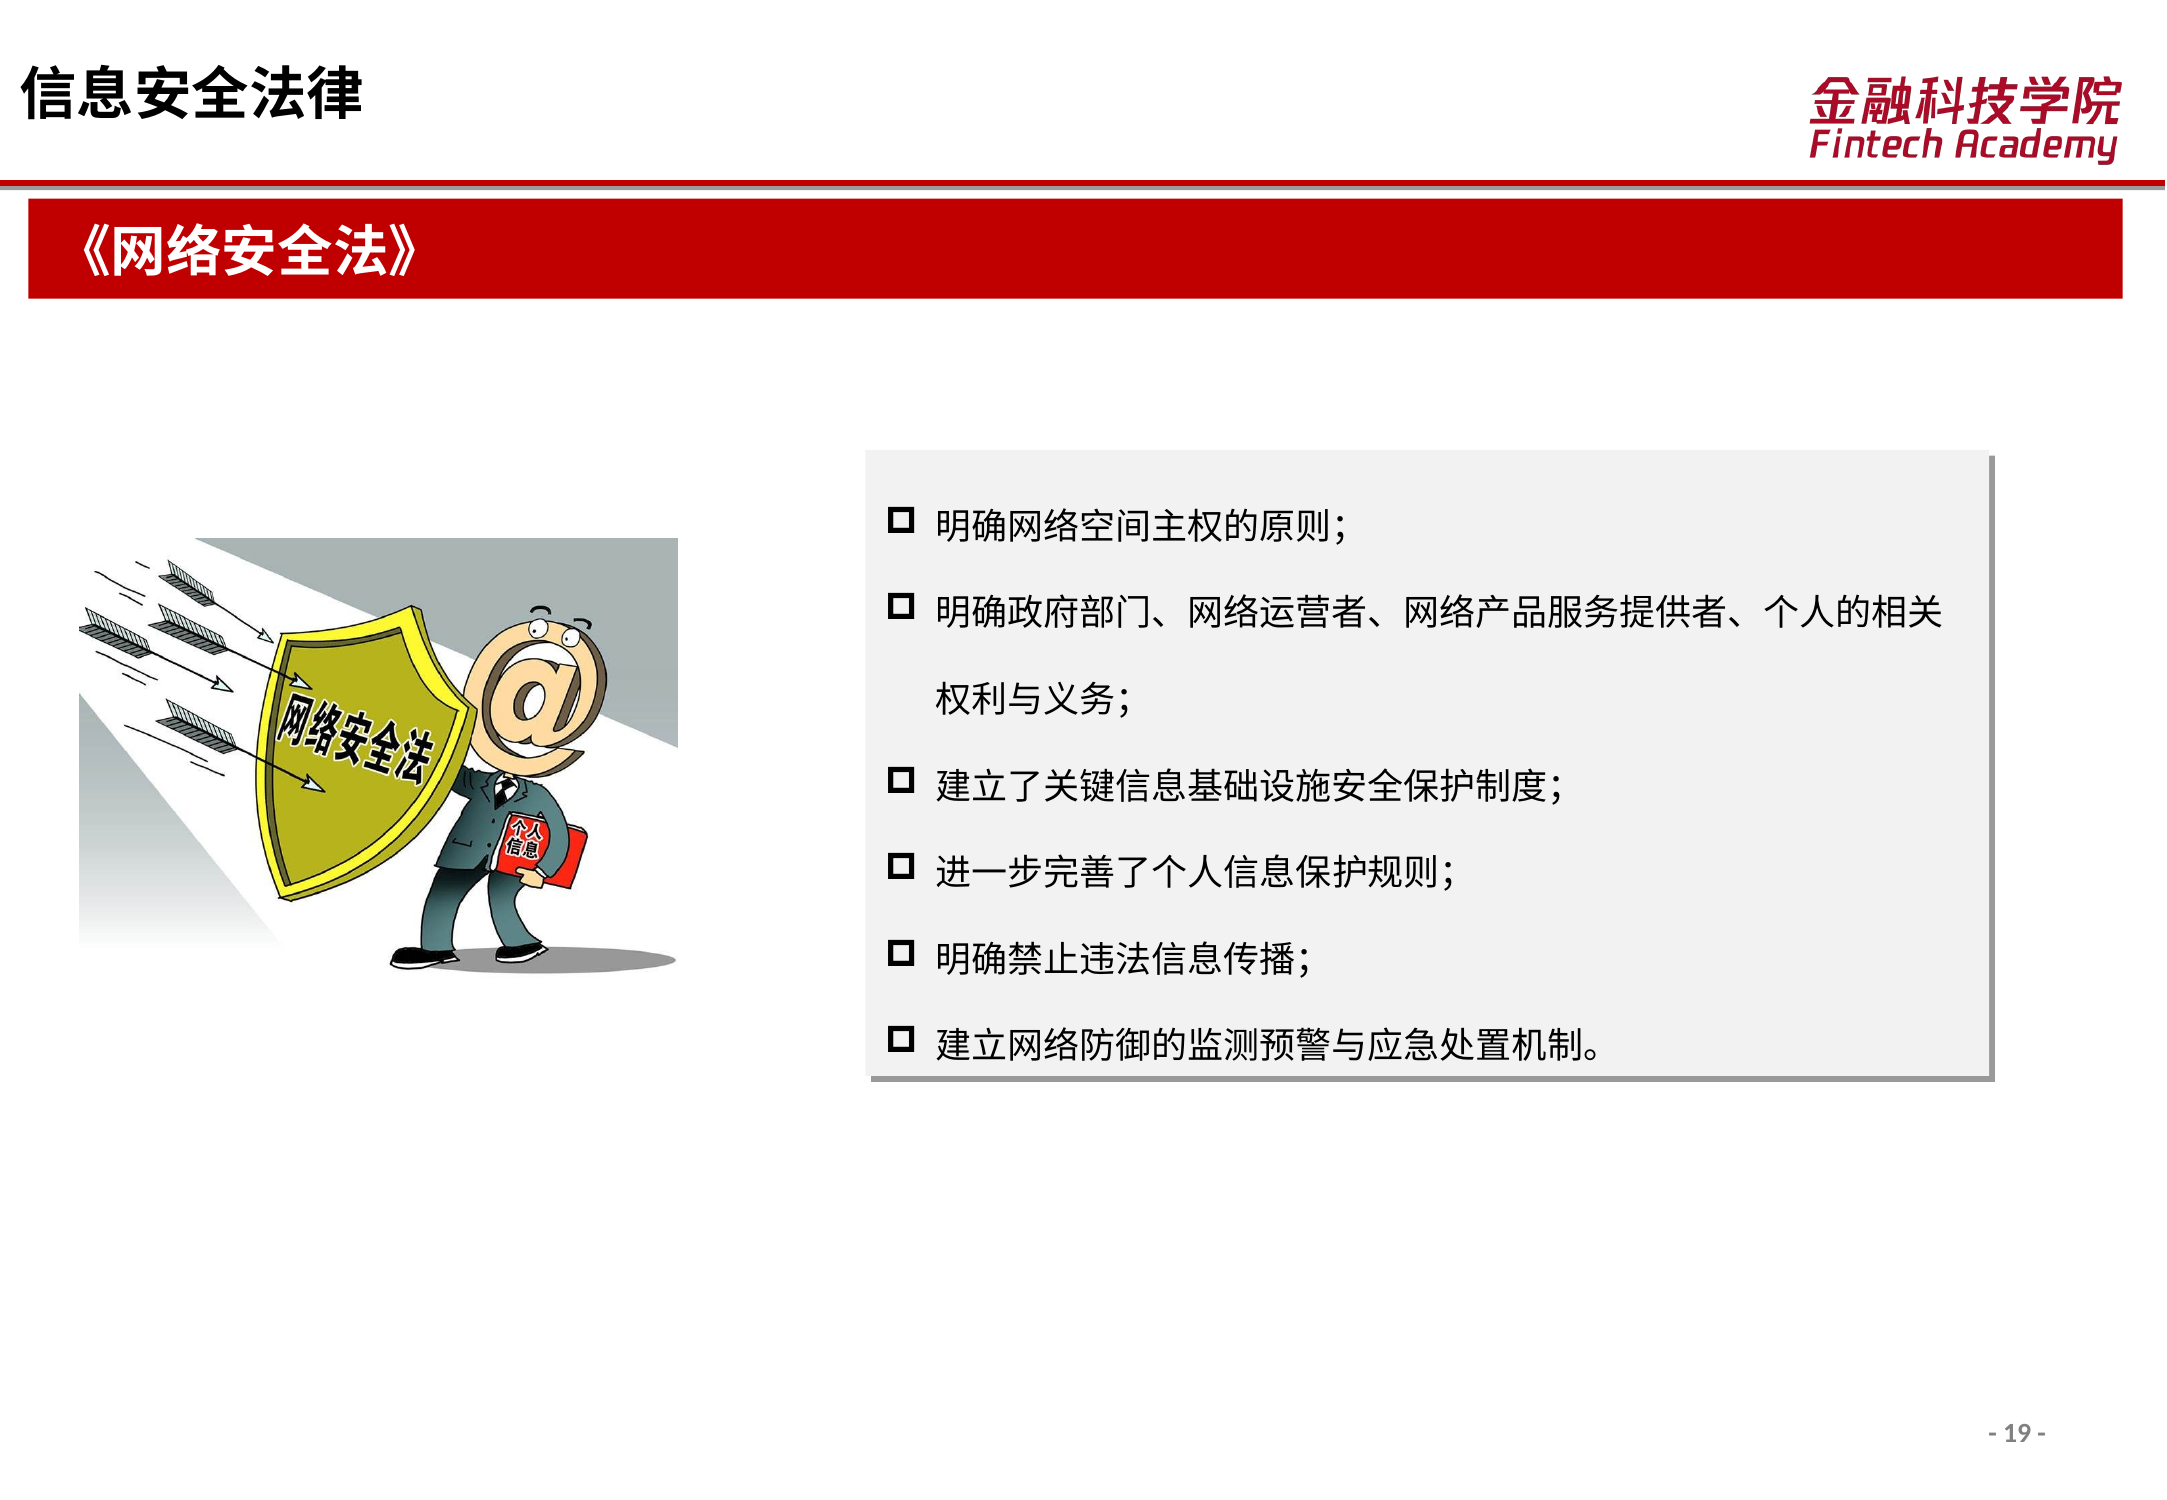 信息安全法律
金融科技学院
Fintech Academy
《网络安全法》
网络安全法
个人
信息
明确网络空间主权的原则；
明确政府部门、网络运营者、网络产品服务提供者、个人的相关
权利与义务；
建立了关键信息基础设施安全保护制度；
进一步完善了个人信息保护规则；
明确禁止违法信息传播；
建立网络防御的监测预警与应急处置机制。
- 19 -